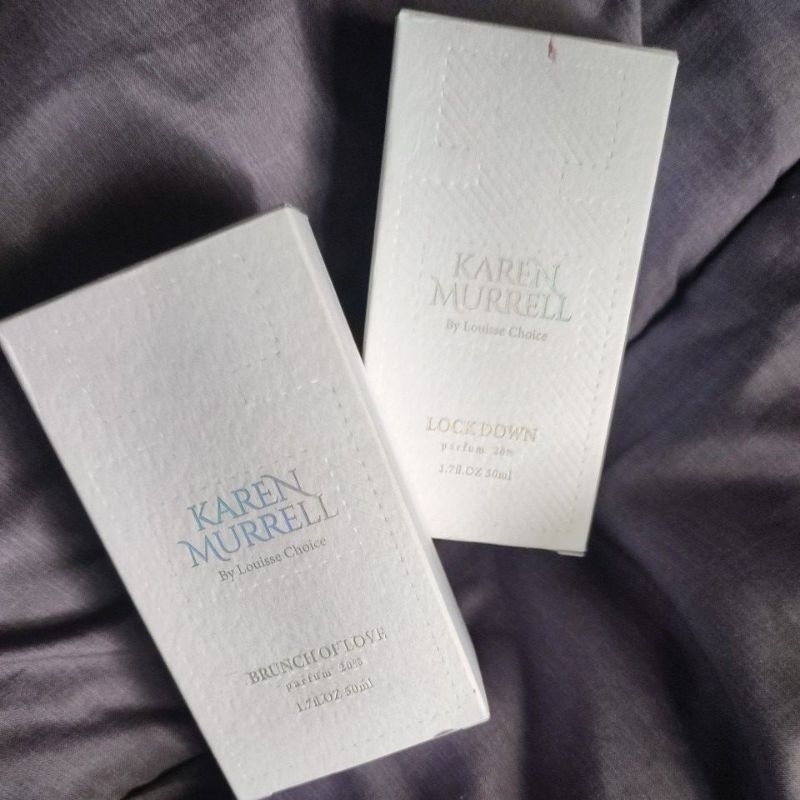 KAREN
MURRELL
By Louisse Choice
LOCKDOWN
parfum 20%
1.7fl.OZ 50ml
KAREN
MURRELL
By Louisse Choice
BRUNCH OF LOVE
parfum 20%
1.7fl.OZ 50ml